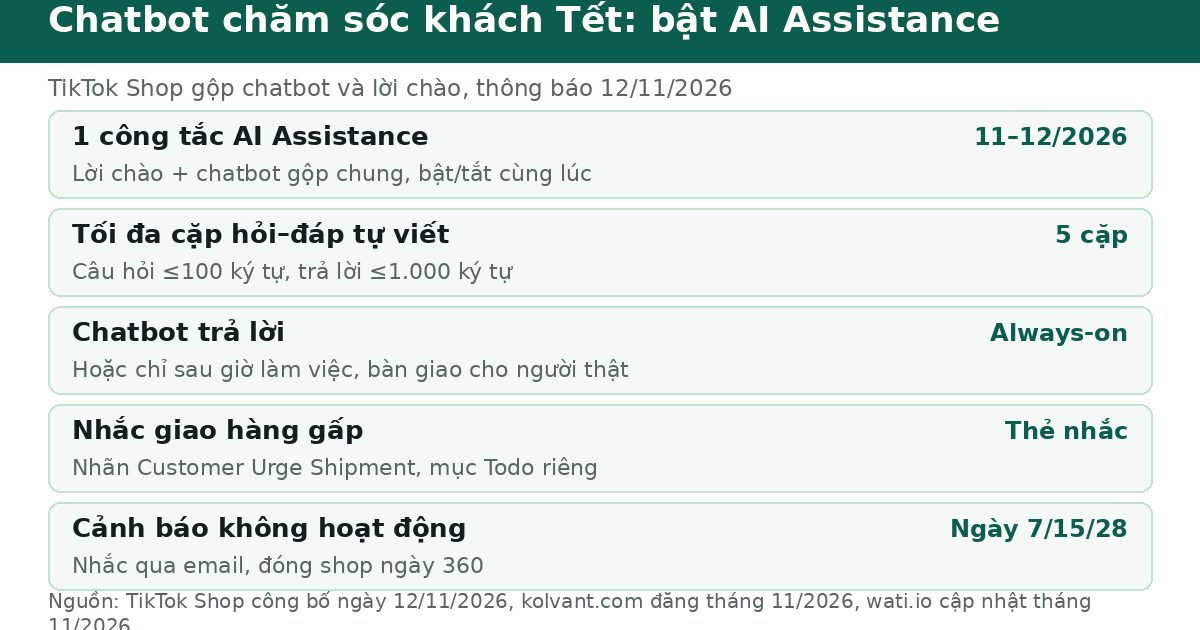 Chatbot chăm sóc khách Tết: bật AI Assistance
TikTok Shop gộp chatbot và lời chào, thông báo 12/11/2026
1 công tắc AI Assistance
11–12/2026
Lời chào + chatbot gộp chung, bật/tắt cùng lúc
Tối đa cặp hỏi–đáp tự viết
5 cặp
Câu hỏi ≤100 ký tự, trả lời ≤1.000 ký tự
Chatbot trả lời
Always-on
Hoặc chỉ sau giờ làm việc, bàn giao cho người thật
Nhắc giao hàng gấp
Thẻ nhắc
Nhãn Customer Urge Shipment, mục Todo riêng
Cảnh báo không hoạt động
Ngày 7/15/28
Nhắc qua email, đóng shop ngày 360
Nguồn: TikTok Shop công bố ngày 12/11/2026, kolvant.com đăng tháng 11/2026, wati.io cập nhật tháng
11/2026